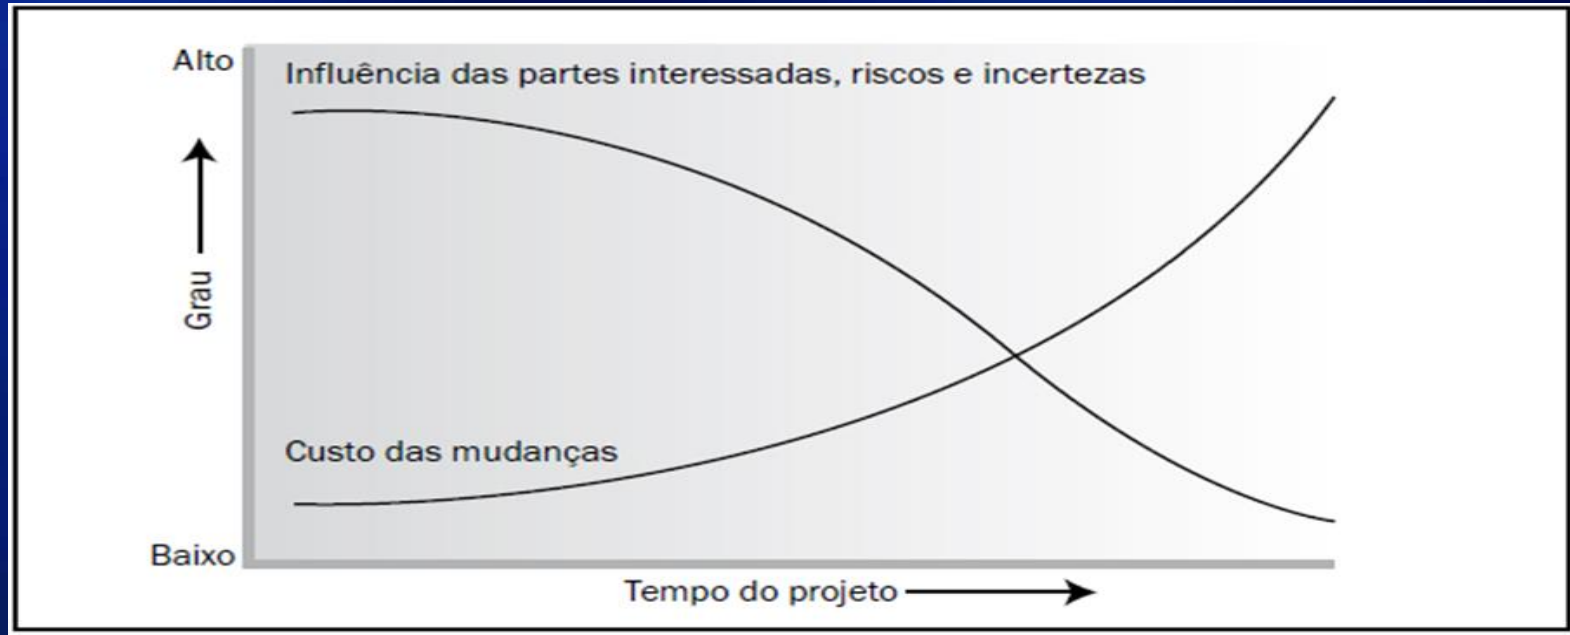 Alto
Influência das partes interessadas, riscos e incertezas
Grau
Custo das mudanças
Baixo
Tempo do projeto